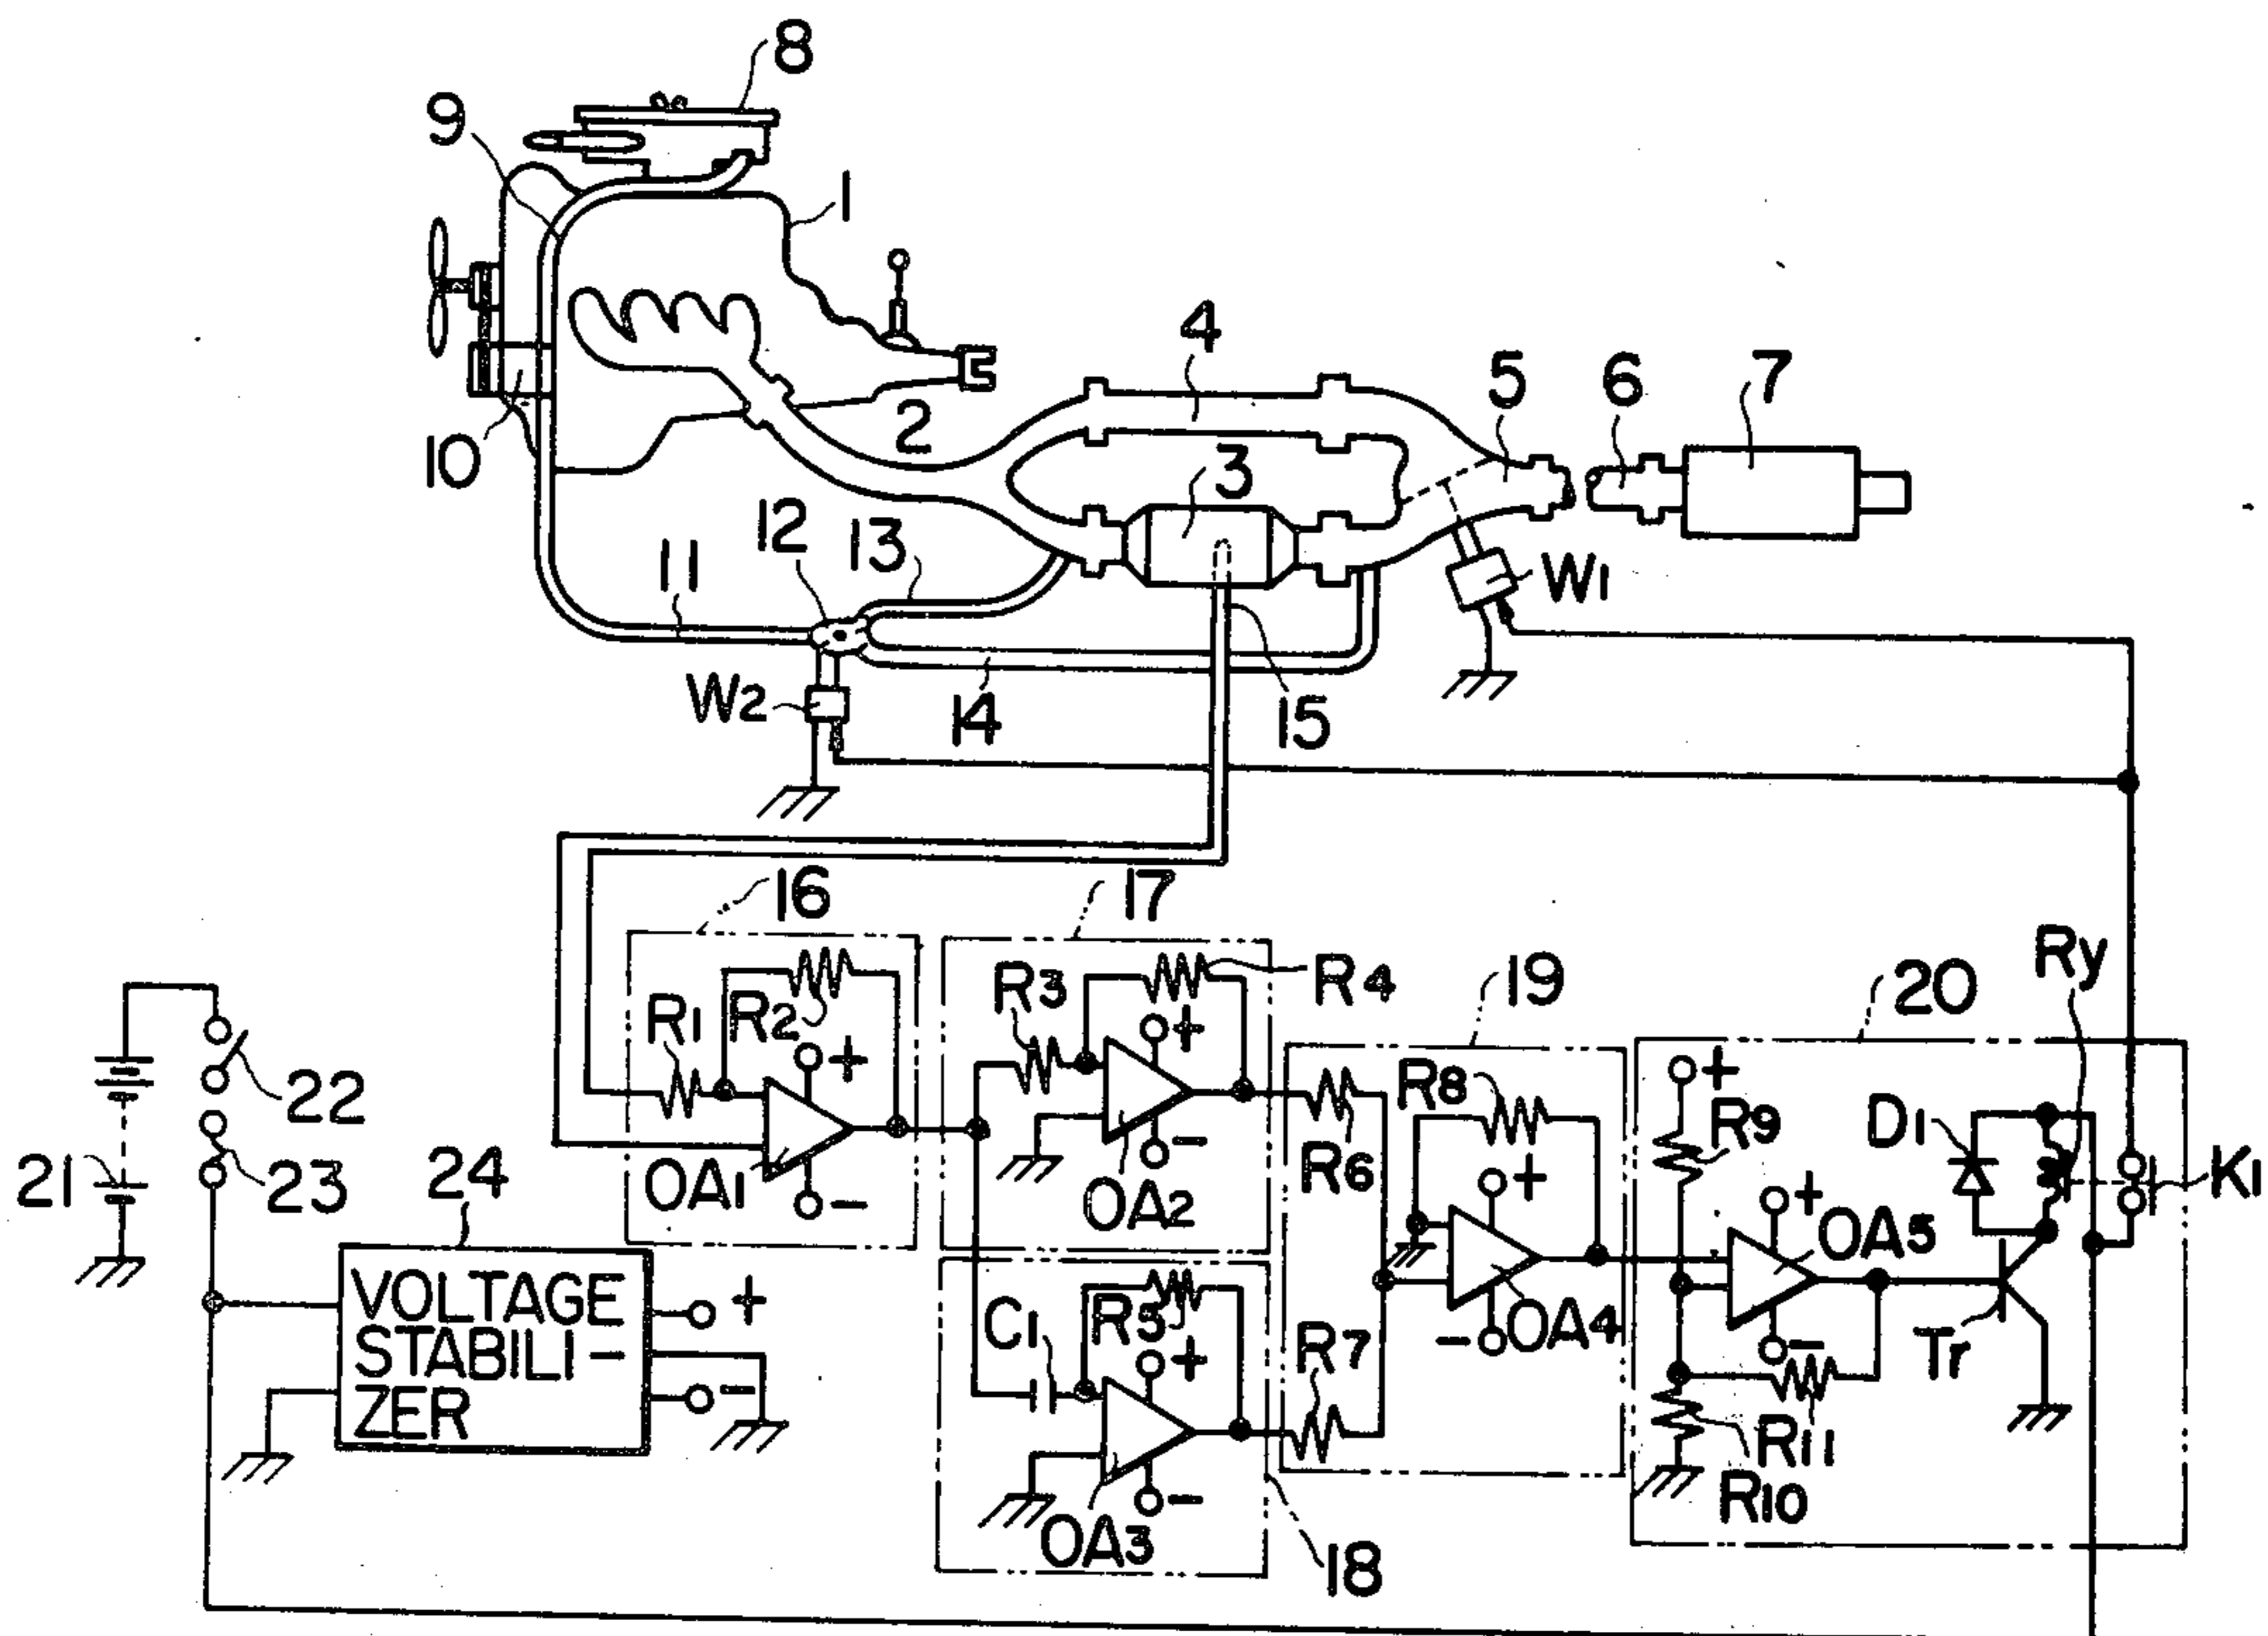 8
9
1
4
5
6
7
2
10
3
12
13
11
W1
W2
14
15
16
17
Ry
R3
R4
19
20
R1
R2
+
+
22
R8
+
R9
D1
21
23
24
OA1
-
-
OA2
R6
+
+
OA5
K1
VOLTAGE
STABILI-
ZER
+
-
C1
R5
+
R7
-
OA4
-
Tr
R11
R10
-
OA3
18